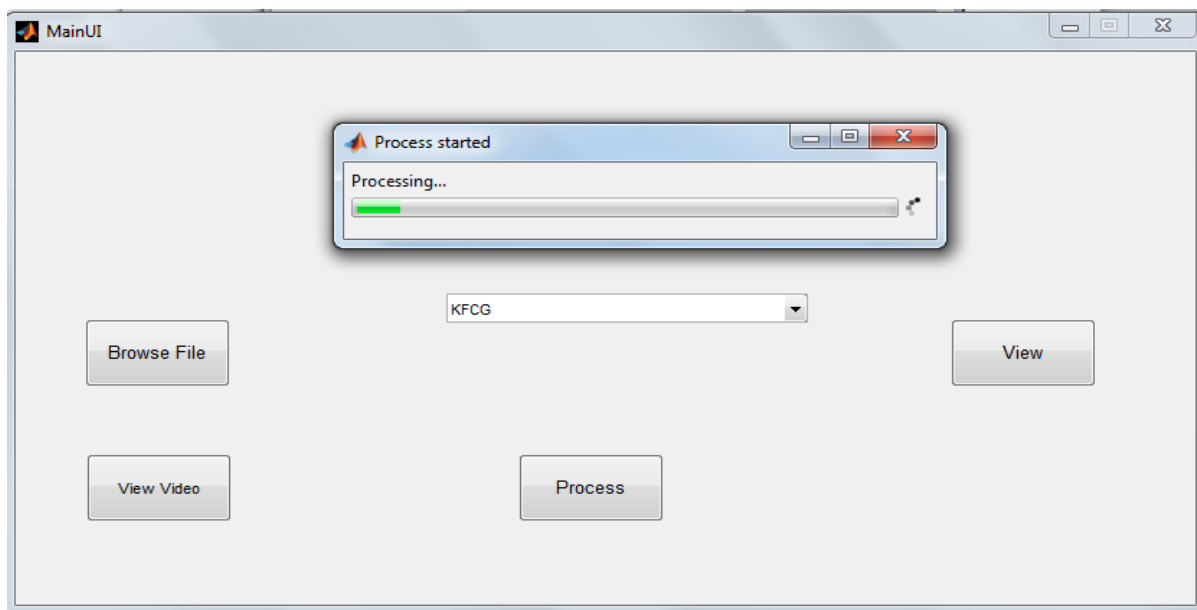 MainUI
Process started
Processing...
KFCG
Browse File
View
View Video
Process